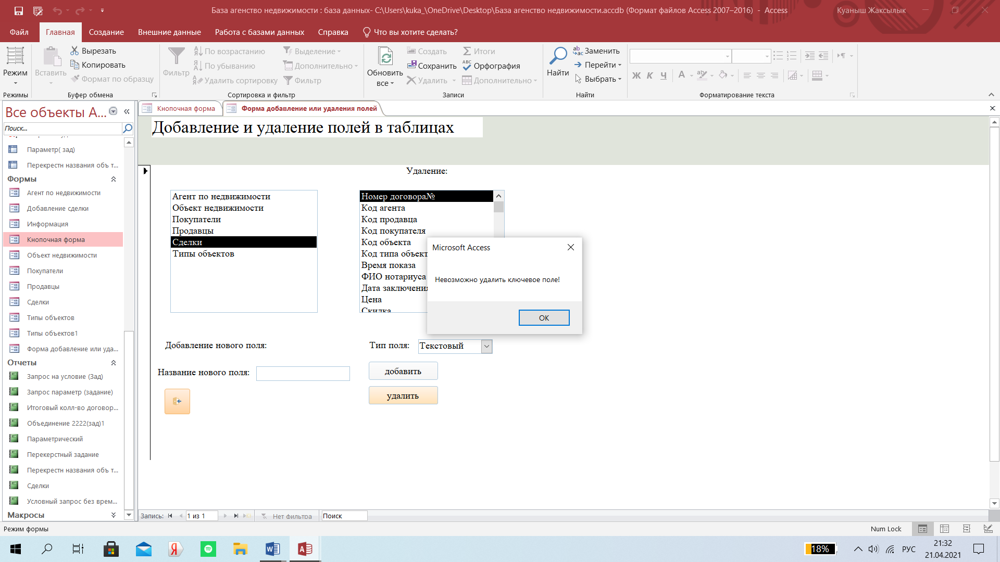 База агенство недвижимости : база данных- C:\Users\kuka_\OneDrive\Desktop\База агенство недвижимости.accdb (Формат файлов Access 2007–2016) - Access
Куаныш Жаксылык
Файл Главная Создание Внешние данные Работа с базами данных Справка Что вы хотите сделать?
Режим
Режимы
Вставить
Вырезать
Копировать
Формат по образцу
Буфер обмена
Фильтр
По возрастанию
По убыванию
Удалить сортировку
Выделение
Дополнительно
Фильтр
Сортировка и фильтр
Обновить
все
Создать
Сохранить
Удалить
Итоги
Орфография
Дополнительно
Записи
Найти
Заменить
Перейти
Выбрать
Найти
Ж К Ч А
Форматирование текста
Все объекты A...
Поиск...
Параметр( зад)
Перекрестн названия объ т...
Формы
Агент по недвижимости
Добавление сделки
Информация
Кнопочная форма
Объект недвижимости
Покупатели
Продавцы
Сделки
Типы объектов
Типы объектов1
Форма добавление или уда...
Отчеты
Запрос на условие (Зад)
Запрос параметр (задание)
Итоговый колл-во договор...
Объединение 2222(зад)1
Параметрический
Перекерстный задание
Перекрестн названия объ т...
Сделки
Условный запрос без врем...
Макросы
Кнопочная форма
Форма добавление или удаления полей
Добавление и удаление полей в таблицах
Удаление:
Агент по недвижимости
Объект недвижимости
Покупатели
Продавцы
Сделки
Типы объектов
Номер договора№
Код агента
Код продавца
Код покупателя
Код объекта
Код типа объект
Время показа
ФИО нотариуса
Дата заключения
Цена
Скидка
Microsoft Access
Невозможно удалить ключевое поле!
ОК
Добавление нового поля:
Тип поля: Текстовый
Название нового поля:
добавить
удалить
Запись: 1 из 1 Нет фильтра Поиск
Режим формы
Num Lock
18%
РУС
21:32
21.04.2021